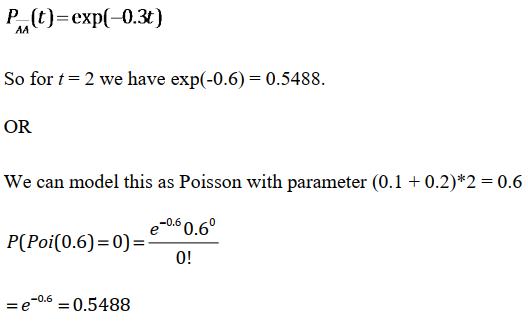 P_AA(t)=exp(–0.3t)
So for t = 2 we have exp(-0.6) = 0.5488.
OR
We can model this as Poisson with parameter (0.1 + 0.2)*2 = 0.6
P(Poi(0.6)=0)= e^–0.6 0.6^0 / 0!
=e^–0.6 =0.5488